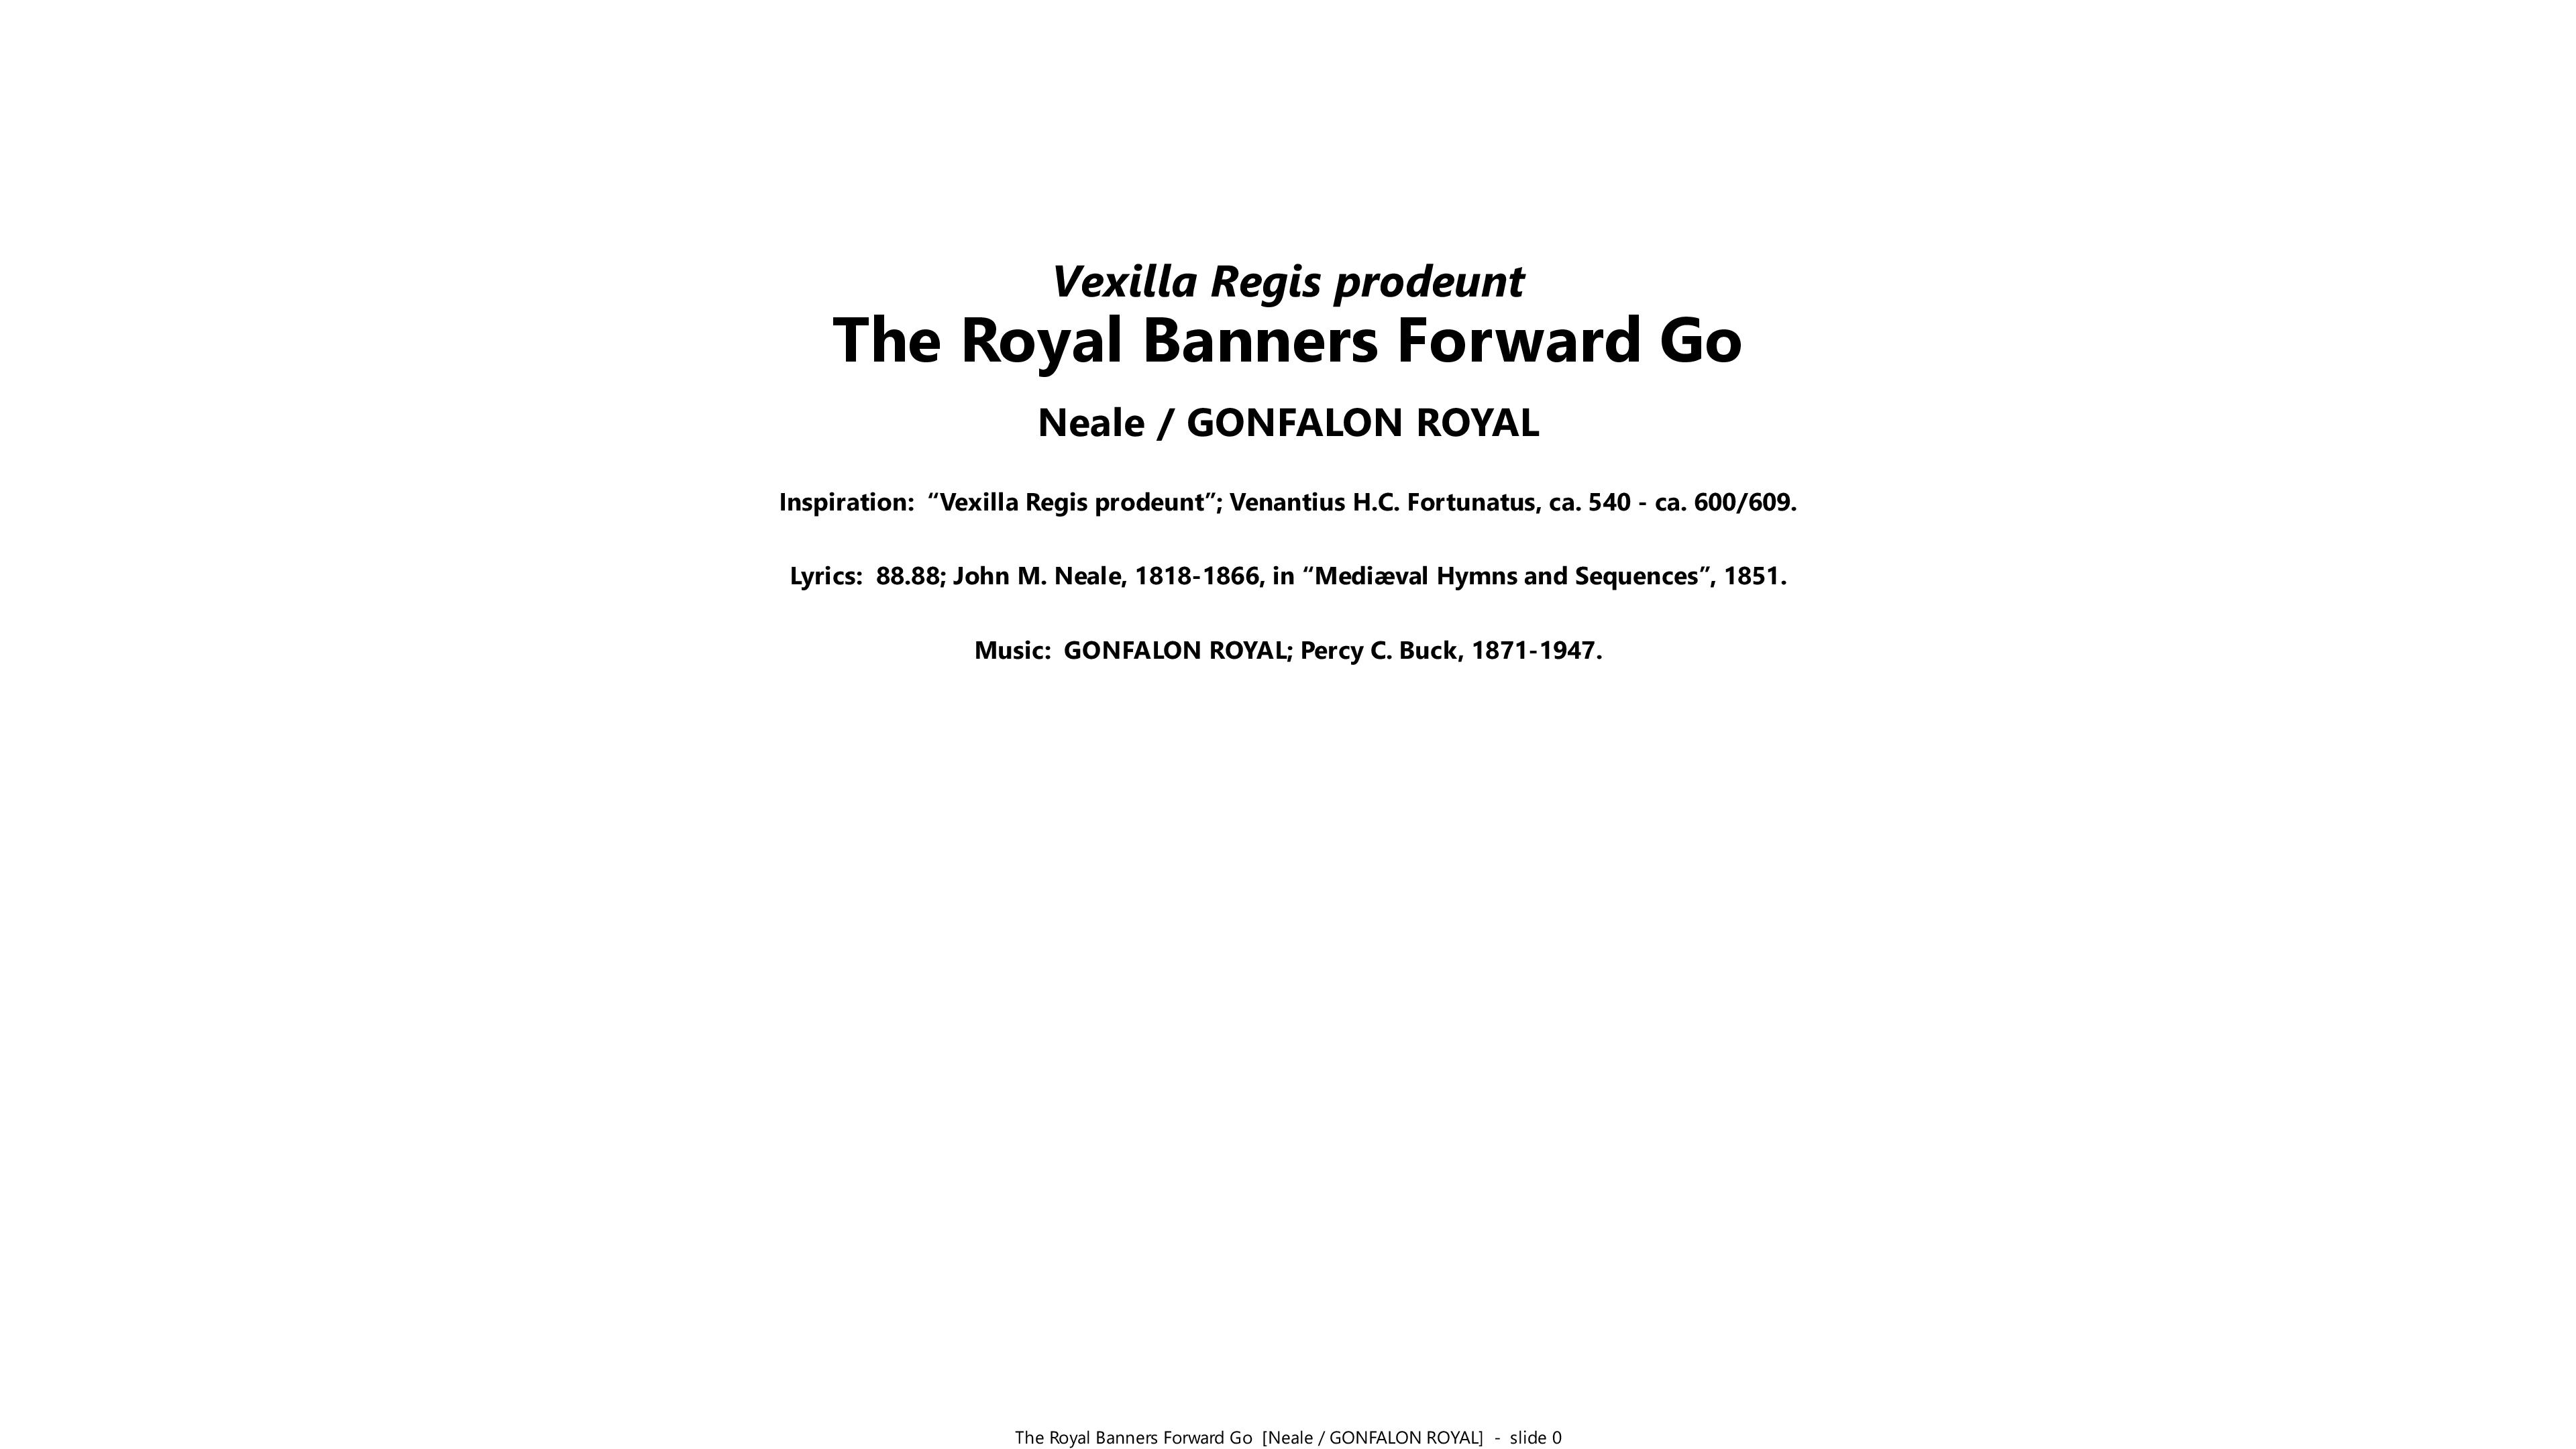 Vexilla Regis prodeunt
The Royal Banners Forward Go
Neale / GONFALON ROYAL
Inspiration:  “Vexilla Regis prodeunt”; Venantius H.C. Fortunatus, ca. 540 - ca. 600/609.
Lyrics:  88.88; John M. Neale, 1818-1866, in “Mediæval Hymns and Sequences”, 1851.
Music:  GONFALON ROYAL; Percy C. Buck, 1871-1947.
The Royal Banners Forward Go  [Neale / GONFALON ROYAL]  -  slide 0